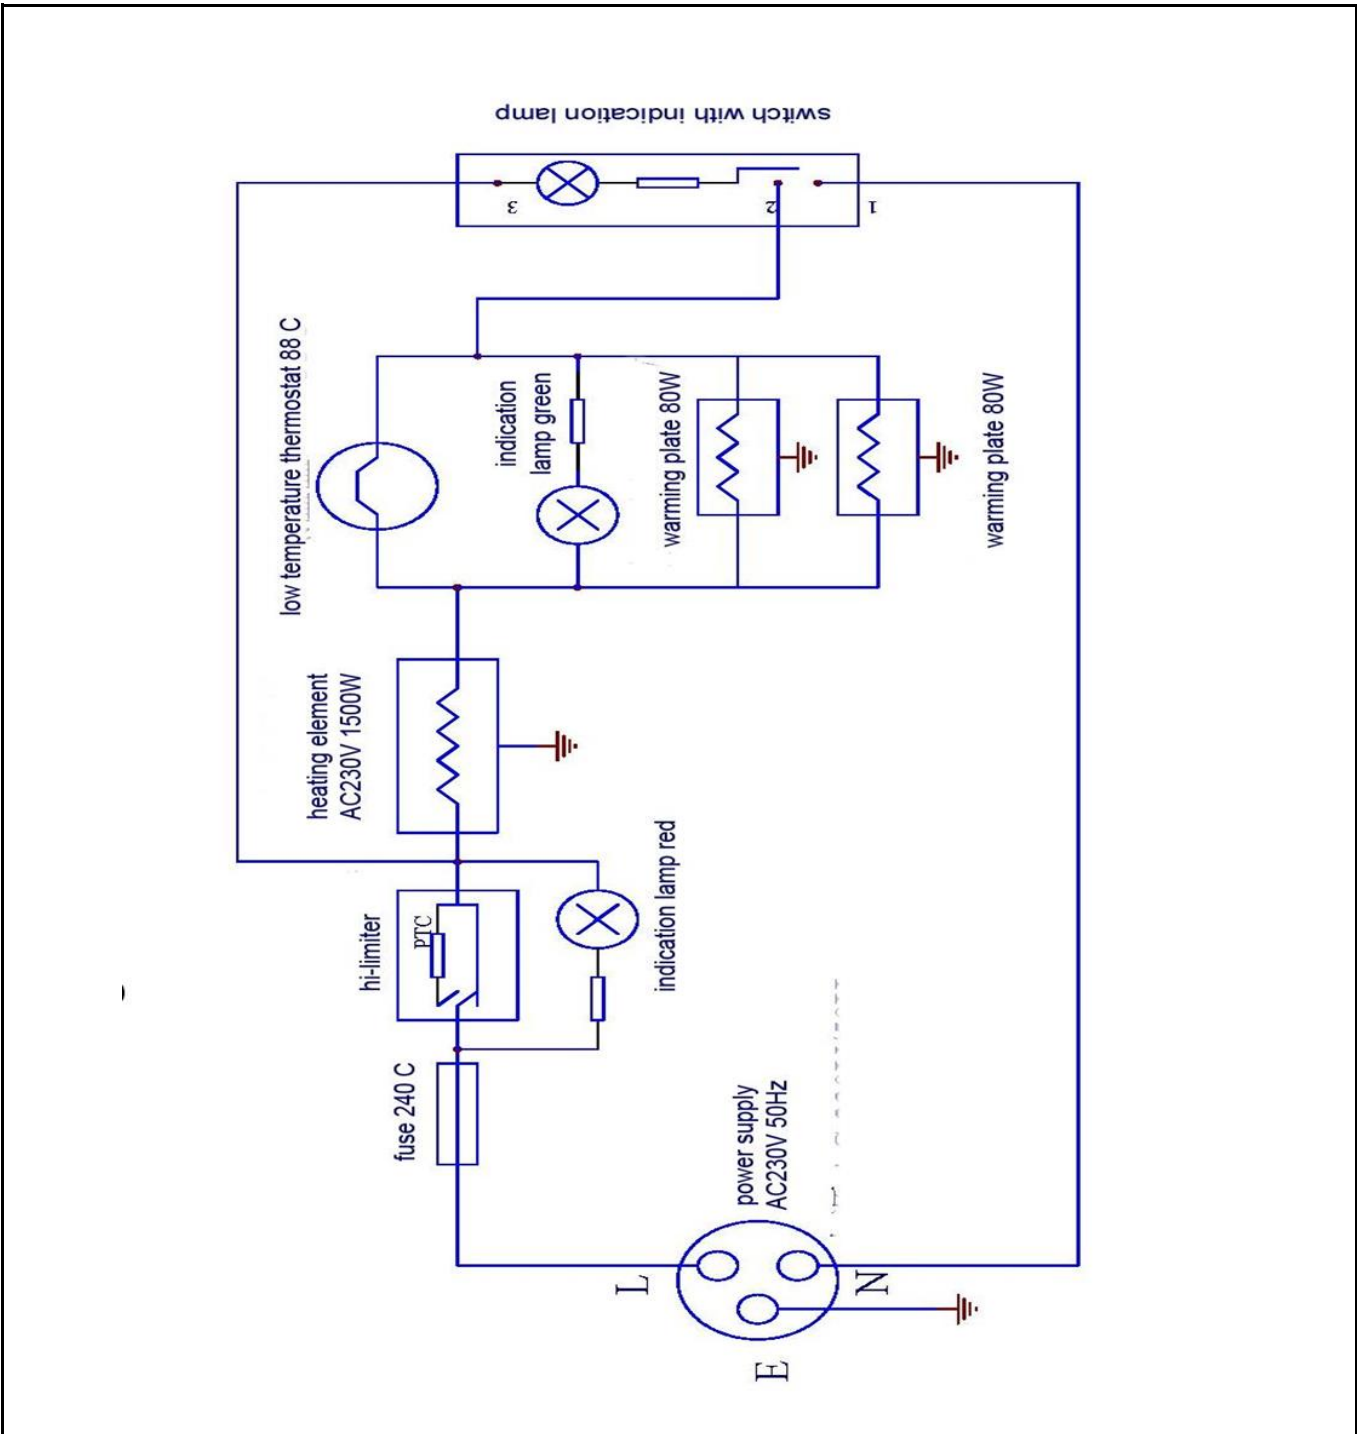 switch with indication lamp
3
2
1
low temperature thermostat 88 C
indication
lamp green
warming plate 80W
warming plate 80W
heating element
AC230V 1500W
hi-limiter
PTC
indication lamp red
fuse 240 C
power supply
AC230V 50Hz
L
N
E